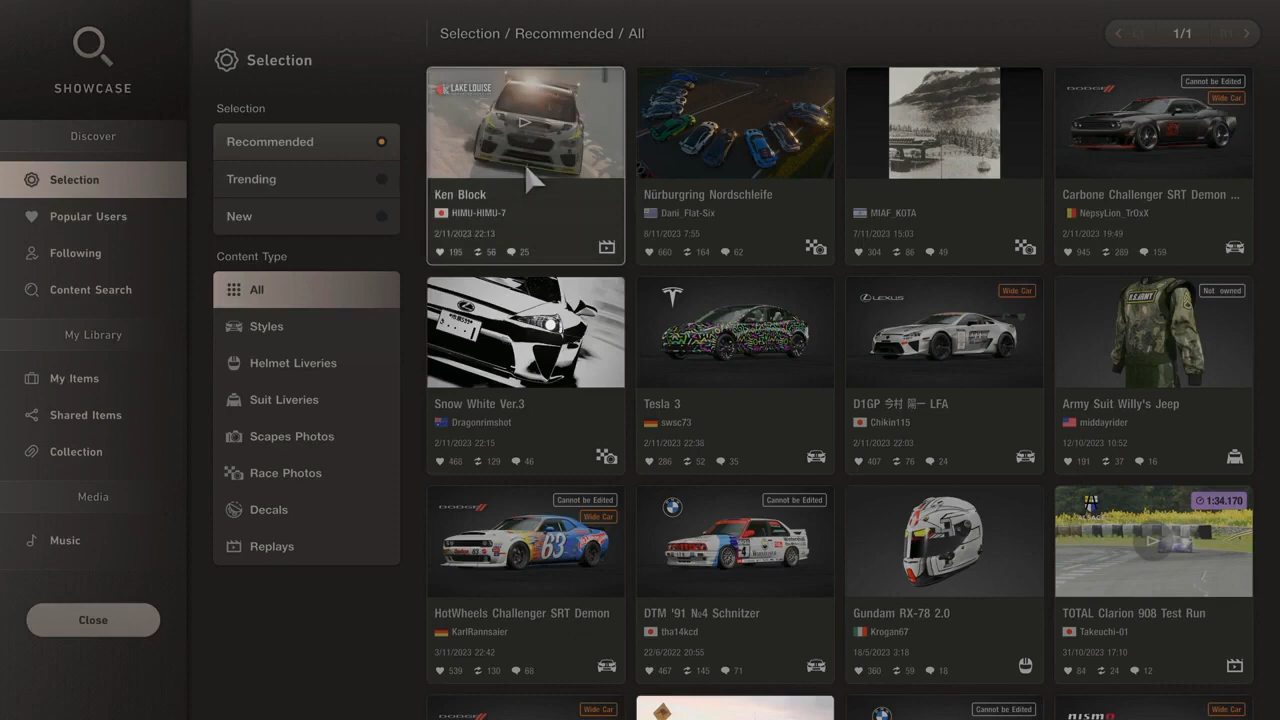 SHOWCASE
Discover
Selection
Popular Users
Following
Content Search
My Library
My Items
Shared Items
Collection
Media
Music
Close
Selection
Selection
Recommended
Trending
New
Content Type
All
Styles
Helmet Liveries
Suit Liveries
Scapes Photos
Race Photos
Decals
Replays
Selection / Recommended / All
1/1
LAKE LOUISE
Ken Block
HIMU-HIMU-7
2/11/2023 22:13
195 56 25
Nürburgring Nordschleife
Dani_Flat-Six
8/11/2023 7:55
660 164 62
MIAF_KOTA
7/11/2023 15:03
304 86 49
DODGE
Cannot be Edited
Wide Car
Carbone Challenger SRT Demon ...
NepsyLion_TrOxX
2/11/2023 19:49
945 289 159
Snow White Ver.3
Dragonrimshot
2/11/2023 22:15
468 129 46
Tesla 3
swsc73
2/11/2023 22:38
286 52 35
LEXUS
Wide Car
D1GP 今村 陽一 LFA
Chikin115
2/11/2023 22:03
407 76 24
Not owned
U.S.ARMY
Army Suit Willy's Jeep
middayrider
12/10/2023 10:52
191 37 16
DODGE
Cannot be Edited
Wide Car
63
HotWheels Challenger SRT Demon
KarlRannsaier
3/11/2023 22:42
539 130 68
Cannot be Edited
DTM '91 №4 Schnitzer
tha14kcd
22/6/2022 20:55
467 145 71
Gundam RX-78 2.0
Krogan67
18/5/2023 3:18
360 59 18
1:34.170
TOTAL Clarion 908 Test Run
Takeuchi-01
31/10/2023 17:10
84 24 12
DODGE
Wide Car
Cannot be Edited
nismo
Wide Car